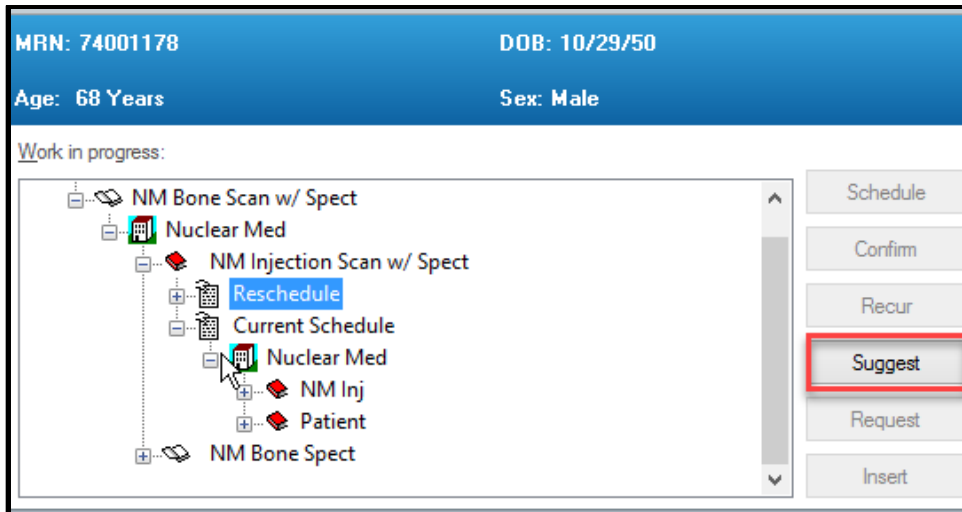 MRN: 74001178 DOB: 10/29/50
Age: 68 Years Sex: Male
Work in progress:
NM Bone Scan w/ Spect
Nuclear Med
NM Injection Scan w/ Spect
Reschedule
Current Schedule
Nuclear Med
NM Inj
Patient
NM Bone Spect
Schedule
Confirm
Recur
Suggest
Request
Insert